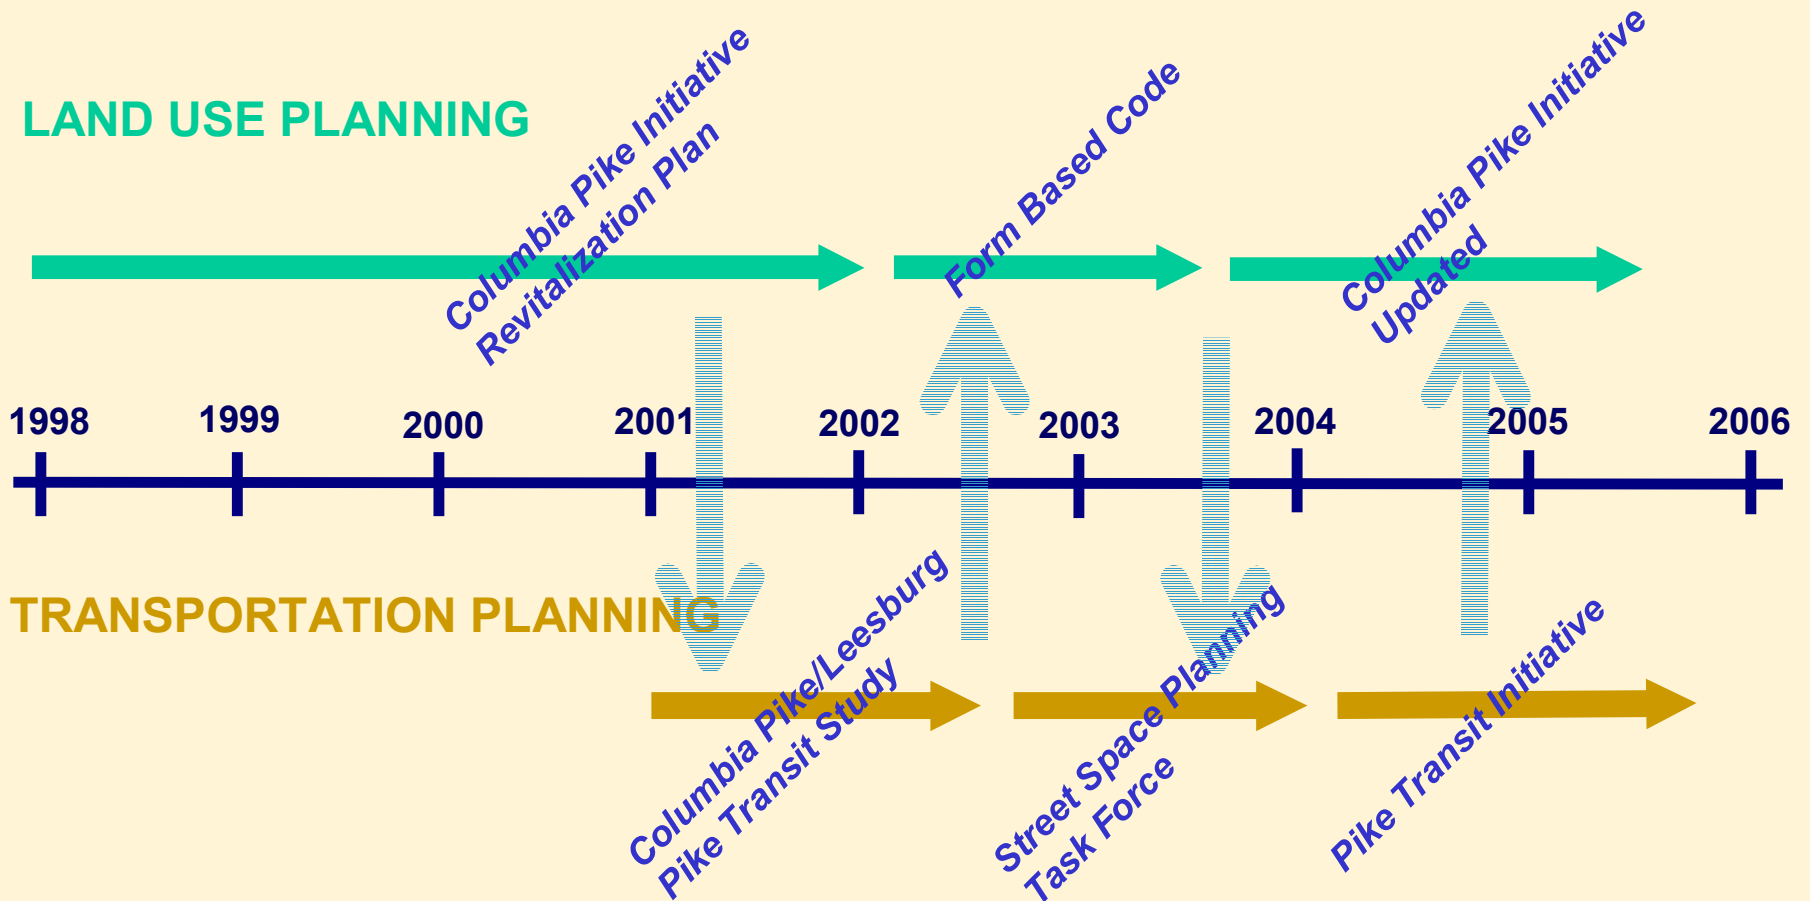 LAND USE PLANNING
Columbia Pike Initiative
Revitalization Plan
Form Based Code
Columbia Pike Initiative
Updated
1998
1999
2000
2001
2002
2003
2004
2005
2006
TRANSPORTATION PLANNING
Columbia Pike/Leesburg
Pike Transit Study
Street Space Planning
Task Force
Pike Transit Initiative